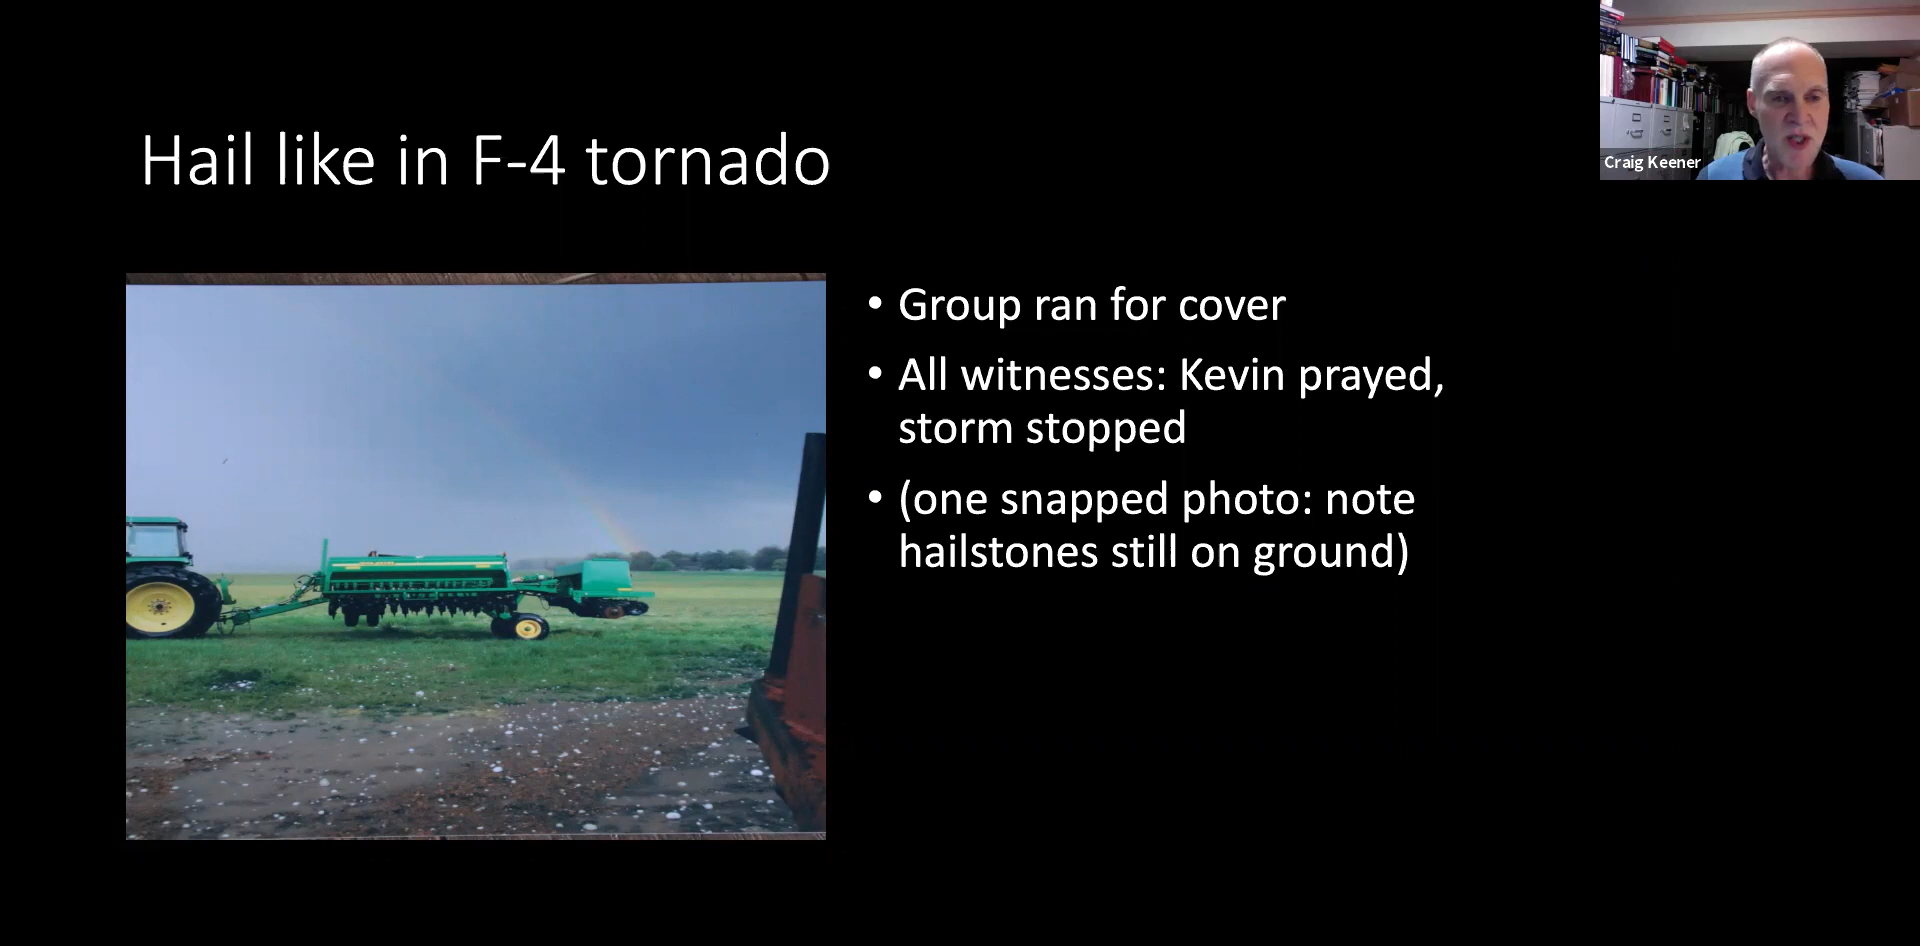 Hail like in F-4 tornado
Craig Keener
• Group ran for cover
• All witnesses: Kevin prayed,
storm stopped
• (one snapped photo: note
hailstones still on ground)